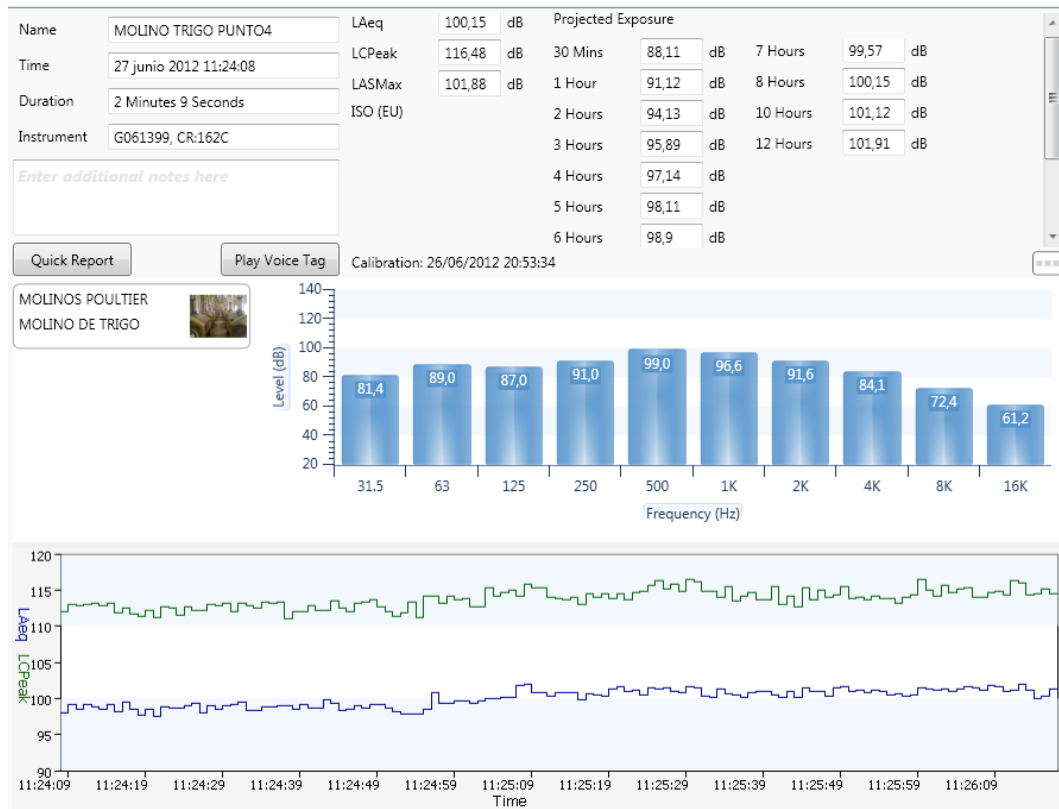 Name MOLINO TRIGO PUNTO4
Time 27 junio 2012 11:24:08
Duration 2 Minutes 9 Seconds
Instrument G061399, CR:162C
Enter additional notes here
Quick Report Play Voice Tag
LAeq 100,15 dB
LCPeak 116,48 dB
LASMax 101,88 dB
ISO (EU)
Projected Exposure
30 Mins 88,11 dB 7 Hours 99,57 dB
1 Hour 91,12 dB 8 Hours 100,15 dB
2 Hours 94,13 dB 10 Hours 101,12 dB
3 Hours 95,89 dB 12 Hours 101,91 dB
4 Hours 97,14 dB
5 Hours 98,11 dB
6 Hours 98,9 dB
Calibration: 26/06/2012 20:53:34
MOLINOS POULTIER
MOLINO DE TRIGO
Level (dB)
140
120
100
80
60
40
20
81,4 89,0 87,0 91,0 99,0 96,6 91,6 84,1 72,4 61,2
31.5 63 125 250 500 1K 2K 4K 8K 16K
Frequency (Hz)
LAeq
LCPeak
120
115
110
105
100
95
90
11:24:09 11:24:19 11:24:29 11:24:39 11:24:49 11:24:59 11:25:09 11:25:19 11:25:29 11:25:39 11:25:49 11:25:59 11:26:09
Time